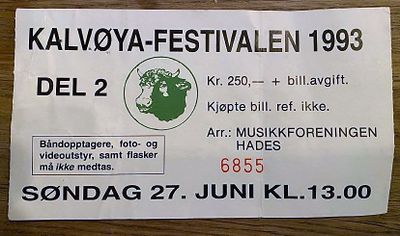 KALVØYA-FESTIVALEN 1993
DEL 2
Kr. 250,— + bill.avgift.
Kjøpte bill. ref. ikke.
Arr.: MUSIKKFORENINGEN
HADES
Båndopptagere, foto- og
videoutstyr, samt flasker
må ikke medtas.
6855
SØNDAG 27. JUNI KL.13.00